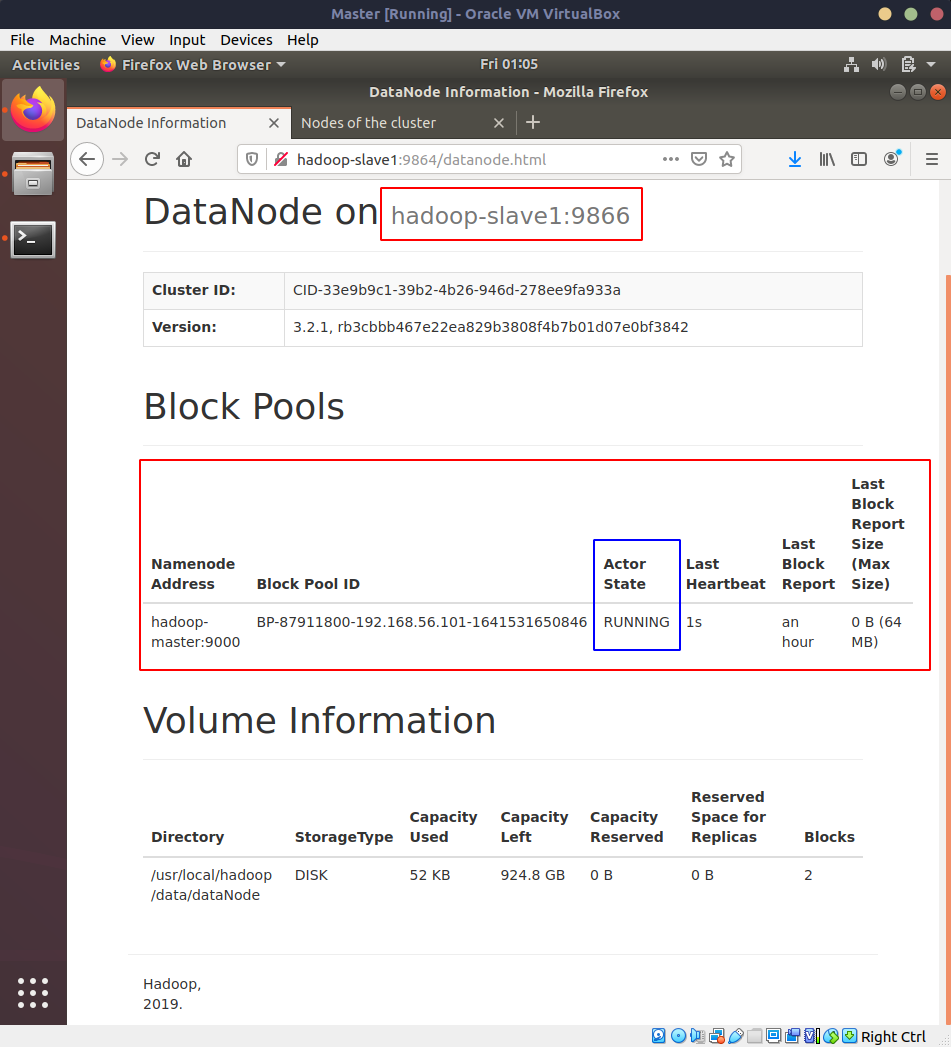 Master [Running] - Oracle VM VirtualBox
File Machine View Input Devices Help
Activities Firefox Web Browser Fri 01:05
DataNode Information - Mozilla Firefox
DataNode Information Nodes of the cluster
hadoop-slave1:9864/datanode.html
DataNode on hadoop-slave1:9866
Cluster ID: CID-33e9b9c1-39b2-4b26-946d-278ee9fa933a
Version: 3.2.1, rb3cbbb467e22ea829b3808f4b7b01d07e0bf3842
Block Pools
Last
Block
Report
Last Size
Namenode Actor Last Block (Max
Address Block Pool ID State Heartbeat Report Size)
hadoop- BP-87911800-192.168.56.101-1641531650846 RUNNING 1s an 0 B (64
master:9000 hour MB)
Volume Information
Reserved
Capacity Capacity Capacity Space for
Directory StorageType Used Left Reserved Replicas Blocks
/usr/local/hadoop DISK 52 KB 924.8 GB 0 B 0 B 2
/data/dataNode
Hadoop,
2019.
Right Ctrl